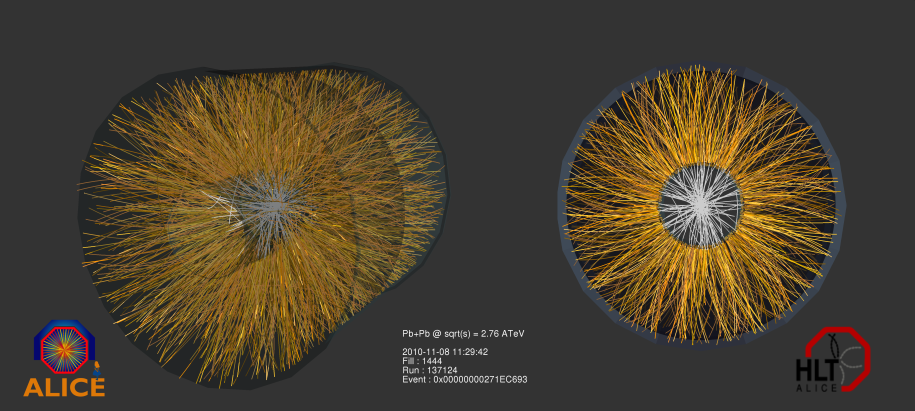 Pb+Pb @ sqrt(s) = 2.76 ATeV
2010-11-08 11:29:42
Fill : 1444
Run : 137124
Event : 0x00000000271EC693
ALICE
HLT
ALICE